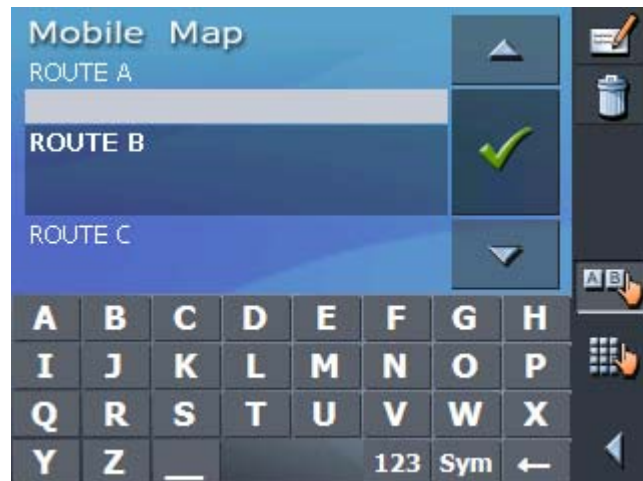 Mobile Map
ROUTE A
ROUTE B
ROUTE C
A B
A B C D E F G H
I J K L M N O P
Q R S T U V W X
Y Z _ 123 Sym ←